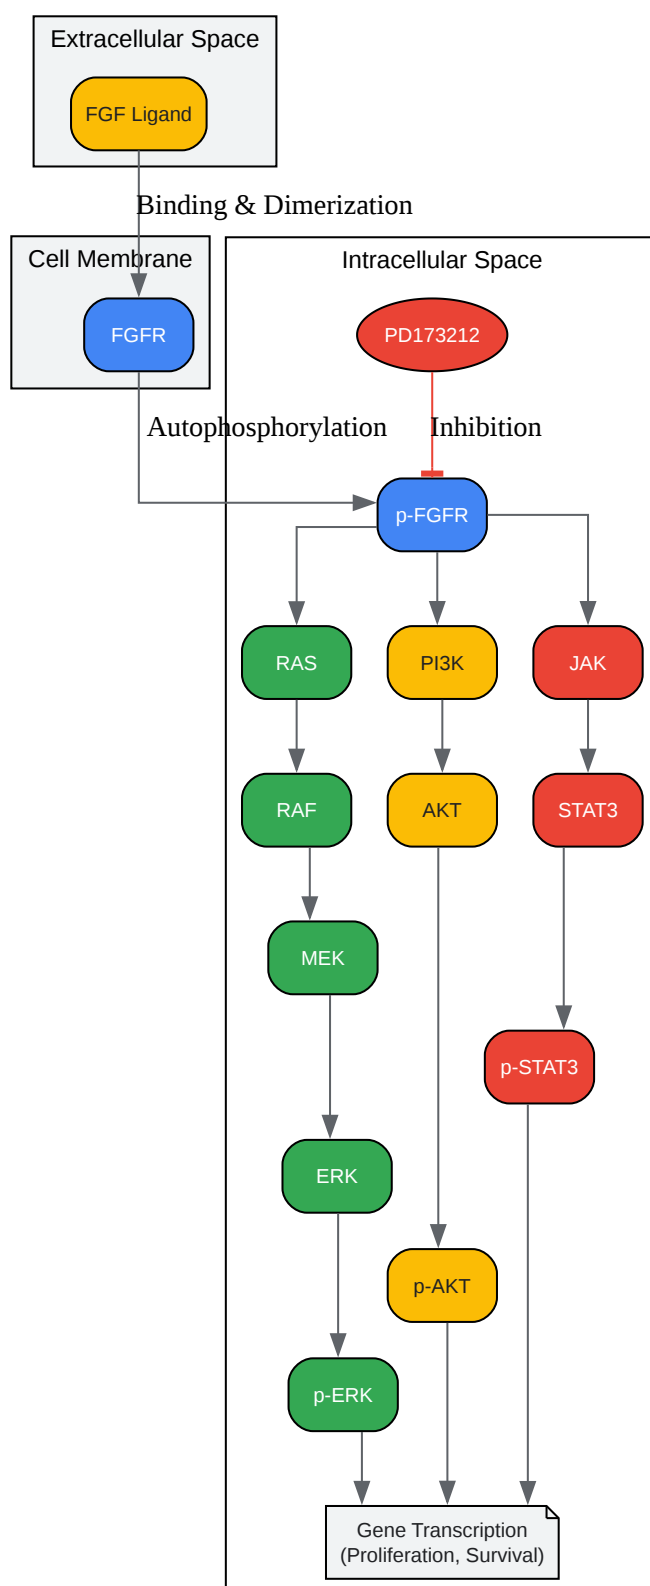 Extracellular Space
FGF Ligand
Binding & Dimerization
Cell Membrane
FGFR
Intracellular Space
PD173212
Autophosphorylation
Inhibition
p-FGFR
RAS
PI3K
JAK
RAF
AKT
STAT3
MEK
p-STAT3
ERK
p-AKT
p-ERK
Gene Transcription
(Proliferation, Survival)